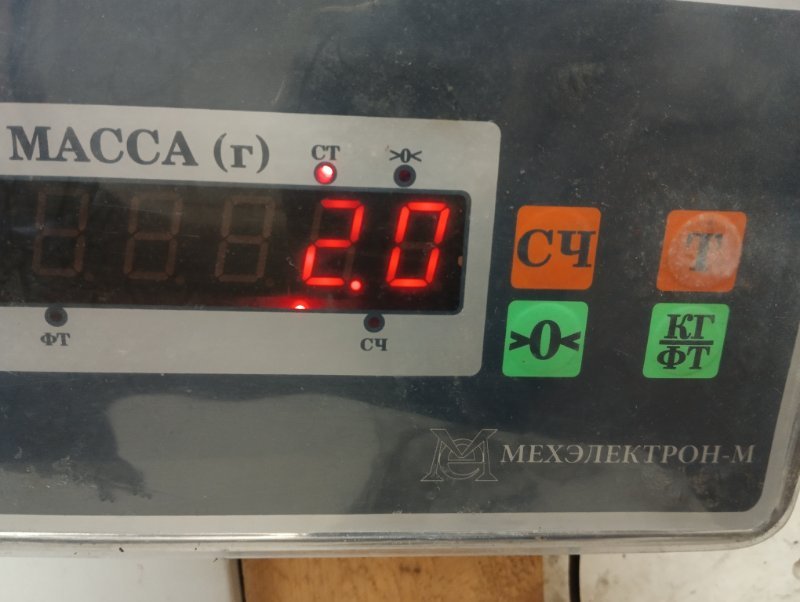 МАССА (г)
СТ
>0<
2.0
ФТ
СЧ
СЧ
Т
>0<
КГ
ФТ
МЕХЭЛЕКТРОН-М